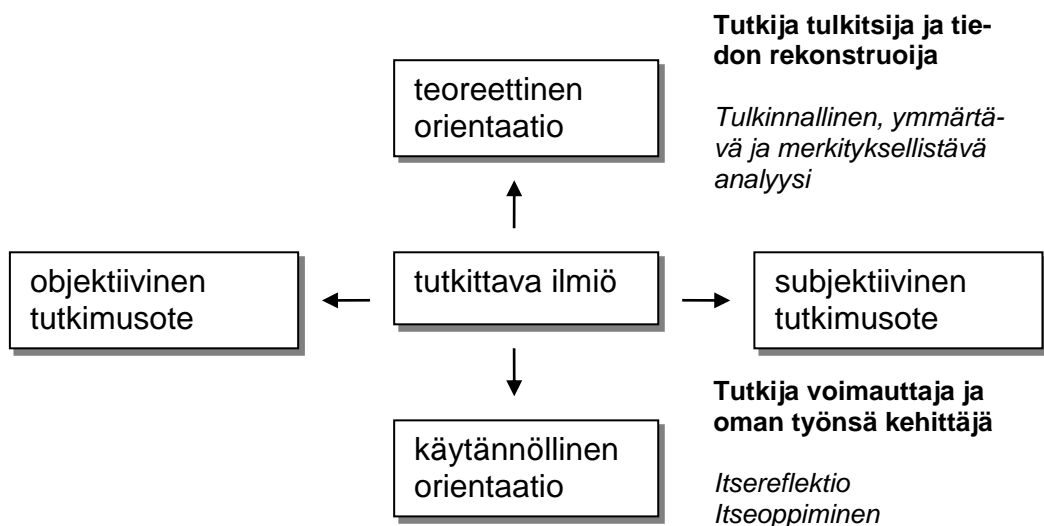 Tutkija tulkitsija ja tie-
don rekonstruoija
teoreettinen
orientaatio
Tulkinnallinen, ymmärtä-
vä ja merkityksellistävä
analyysi
objektiivinen
tutkimusote
tutkittava ilmiö
subjektiivinen
tutkimusote
Tutkija voimauttaja ja
oman työnsä kehittäjä
käytännöllinen
orientaatio
Itsereflektio
Itseoppiminen